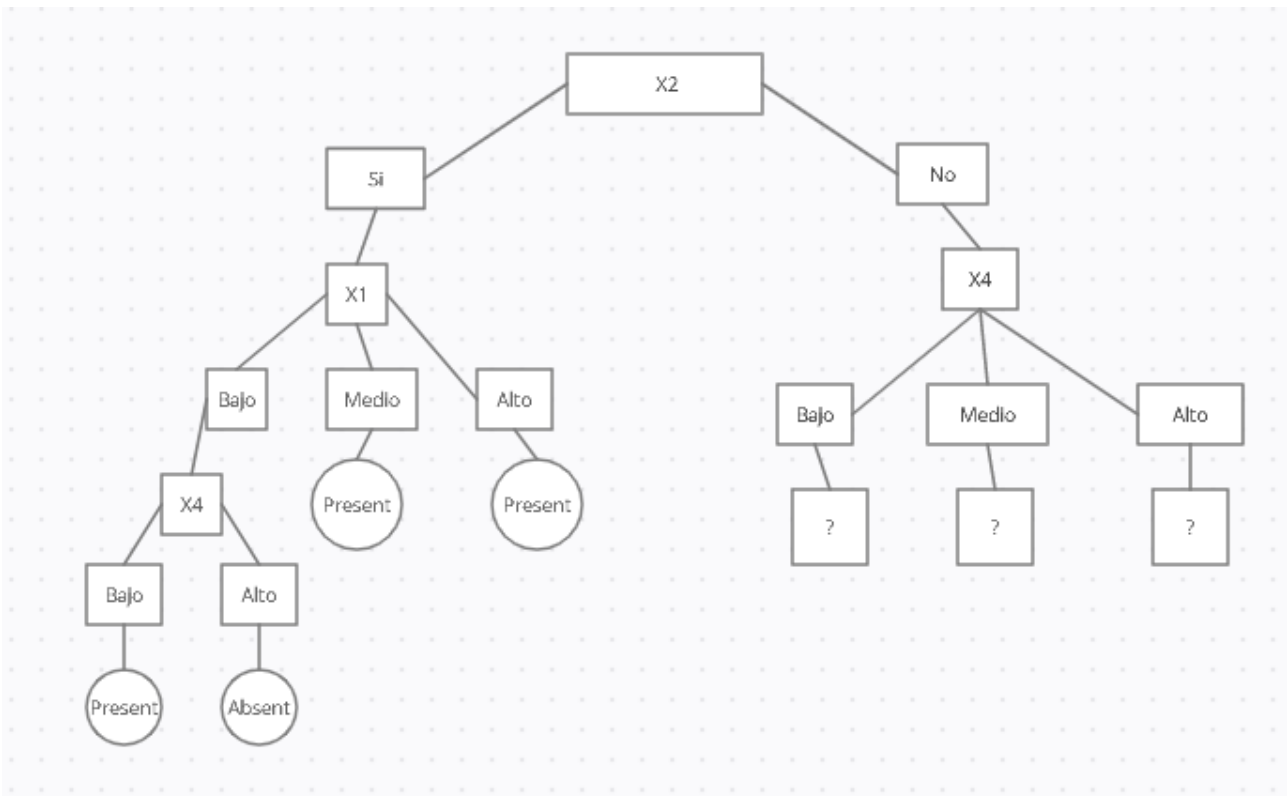 X2
Si
No
X1
X4
Bajo
Medio
Alto
Bajo
Medio
Alto
X4
Present
Present
?
?
?
Bajo
Alto
Present
Absent